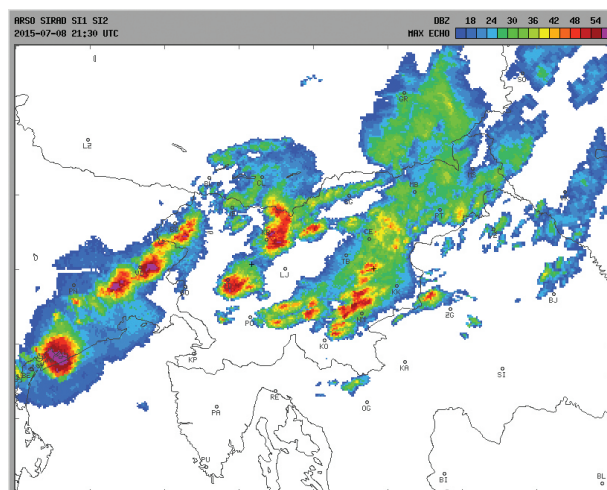 ARSO SIRAD SI1 SI2
2015-07-08 21:30 UTC
DBZ 18 24 30 36 42 48 54
MAX ECHO
SO
GR
LZ
CL
MB
PT
CE
TB
LJ
KK
BJ
PO
ZG
KO
KP
KA
SI
RE
PA
OG
PU
BI
BL